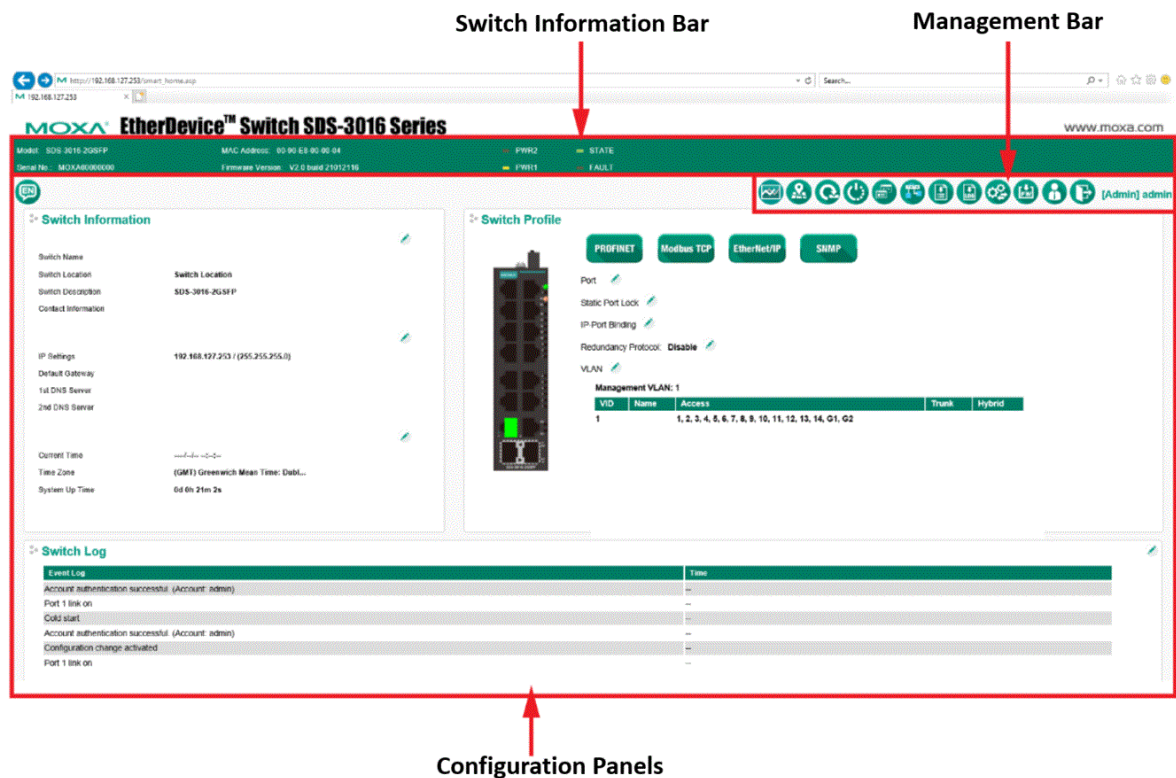 Switch Information Bar
Management Bar
http://192.168.127.253/smart_home.asp
Search...
192.168.127.253
MOXA® EtherDevice™ Switch SDS-3016 Series
www.moxa.com
Model: SDS-3016-2GSFP MAC Address: 00-90-E8-00-00-04 PWR2 STATE
Serial No.: MOXA00000000 Firmware Version: V2.0 build 21012116 PWR1 FAULT
EN
LOG
[Admin] admin
Switch Information
Switch Name
Switch Location Switch Location
Switch Description SDS-3016-2GSFP
Contact Information
IP Settings 192.168.127.253 / (255.255.255.0)
Default Gateway
1st DNS Server
2nd DNS Server
Current Time ----/--/-- --:--:--
Time Zone (GMT) Greenwich Mean Time: Dubl...
System Up Time 0d 0h 21m 2s
Switch Profile
PROFINET Modbus TCP EtherNet/IP SNMP
MOXA
Port
Static Port Lock
IP-Port Binding
Redundancy Protocol: Disable
VLAN
Management VLAN: 1
VID Name Access Trunk Hybrid
1 1, 2, 3, 4, 5, 6, 7, 8, 9, 10, 11, 12, 13, 14, G1, G2
Switch Log
Event Log Time
Account authentication successful. (Account: admin) --
Port 1 link on --
Cold start --
Account authentication successful. (Account: admin) --
Configuration change activated --
Port 1 link on --
Configuration Panels